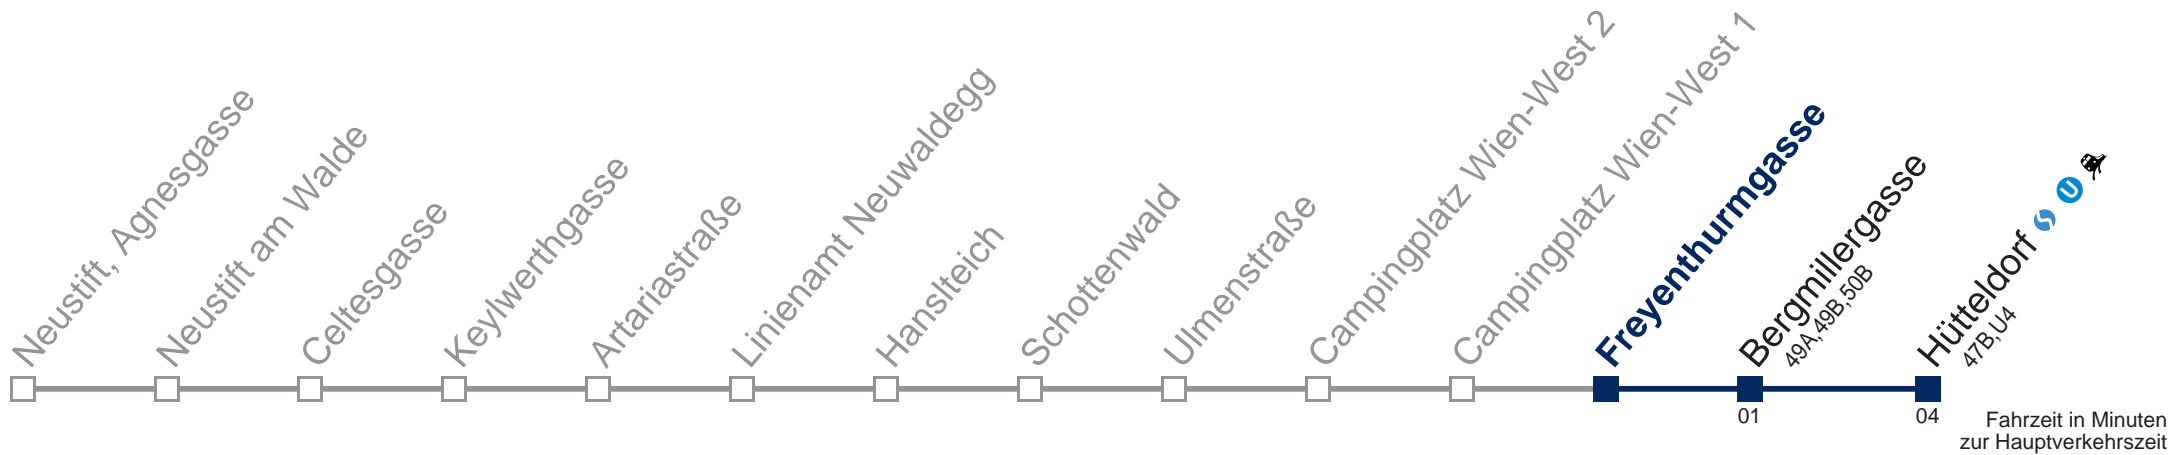 Neustift, Agnesgasse
Neustift am Walde
Celtesgasse
Keylwerthgasse
Artariastraße
Linienamt Neuwaldegg
Hanslteich
Schottenwald
Ulmenstraße
Campingplatz Wien-West 2
Campingplatz Wien-West 1
Freyenthurmgasse
Bergmillergasse
49A,49B,50B
Hütteldorf S U
47B,U4
01
04
Fahrzeit in Minuten
zur Hauptverkehrszeit